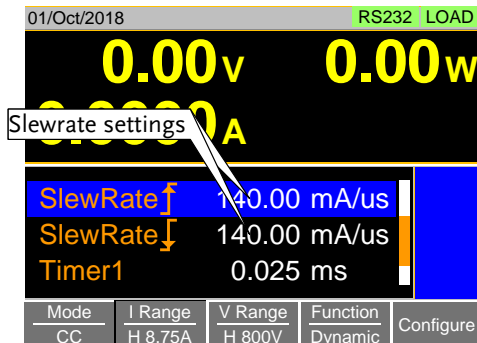 01/Oct/2018 RS232 LOAD
0.00V 0.00W
A
Slewrate settings
SlewRate 140.00 mA/us
SlewRate 140.00 mA/us
Timer1 0.025 ms
Mode I Range V Range Function Configure
CC H 8.75A H 800V Dynamic